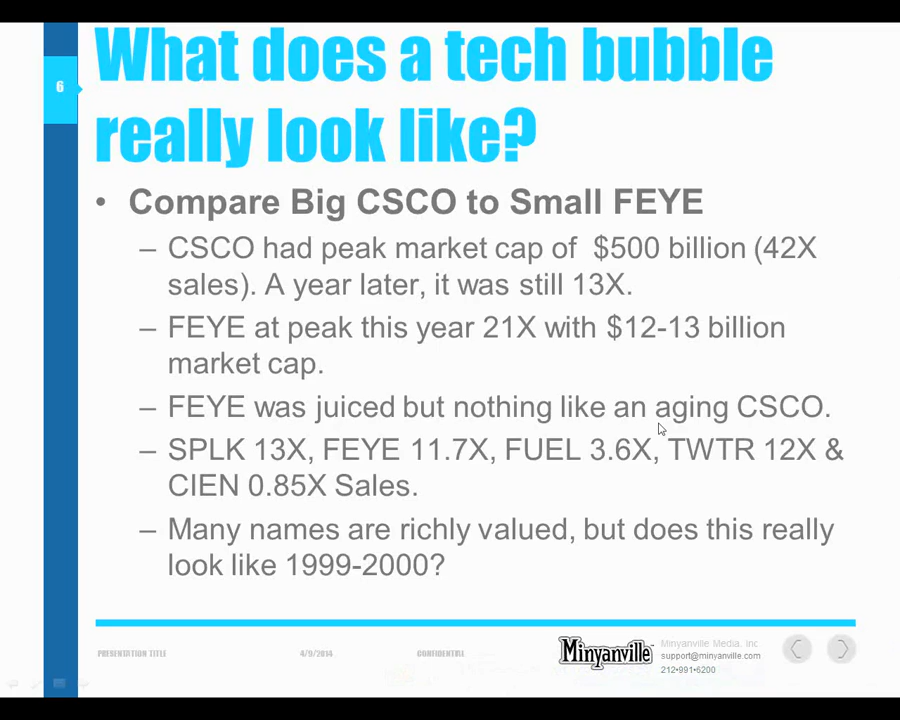 6
What does a tech bubble
really look like?
• Compare Big CSCO to Small FEYE
– CSCO had peak market cap of $500 billion (42X
sales). A year later, it was still 13X.
– FEYE at peak this year 21X with $12-13 billion
market cap.
– FEYE was juiced but nothing like an aging CSCO.
– SPLK 13X, FEYE 11.7X, FUEL 3.6X, TWTR 12X &
CIEN 0.85X Sales.
– Many names are richly valued, but does this really
look like 1999-2000?
PRESENTATION TITLE
4/9/2014
CONFIDENTIAL
Minyanville
Minyanville Media, Inc
support@minyanville.com
212•991•6200